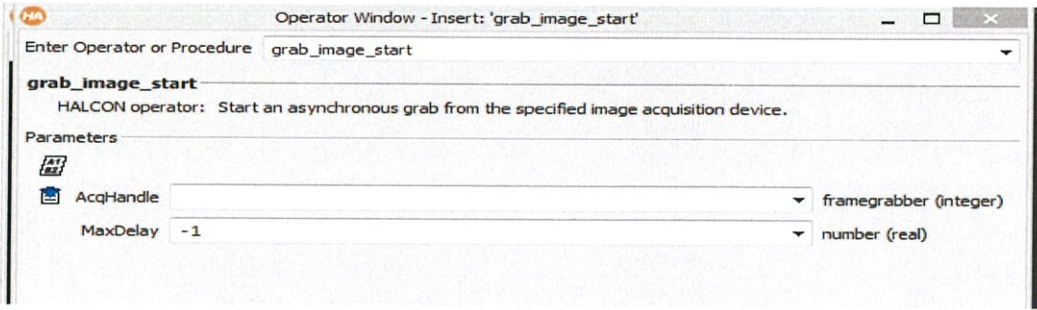 HA Operator Window - Insert: 'grab_image_start'
Enter Operator or Procedure grab_image_start
grab_image_start
HALCON operator: Start an asynchronous grab from the specified image acquisition device.
Parameters
AcqHandle framegrabber (integer)
MaxDelay -1 number (real)